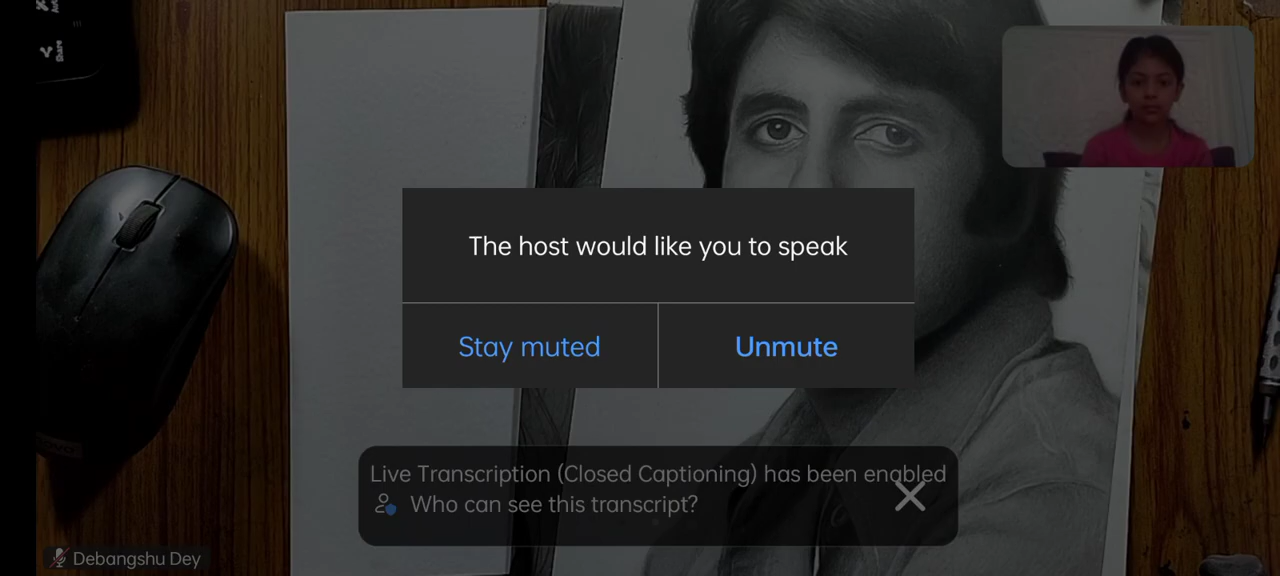 Share
The host would like you to speak
Stay muted
Unmute
Live Transcription (Closed Captioning) has been enabled
Who can see this transcript?
Debangshu Dey